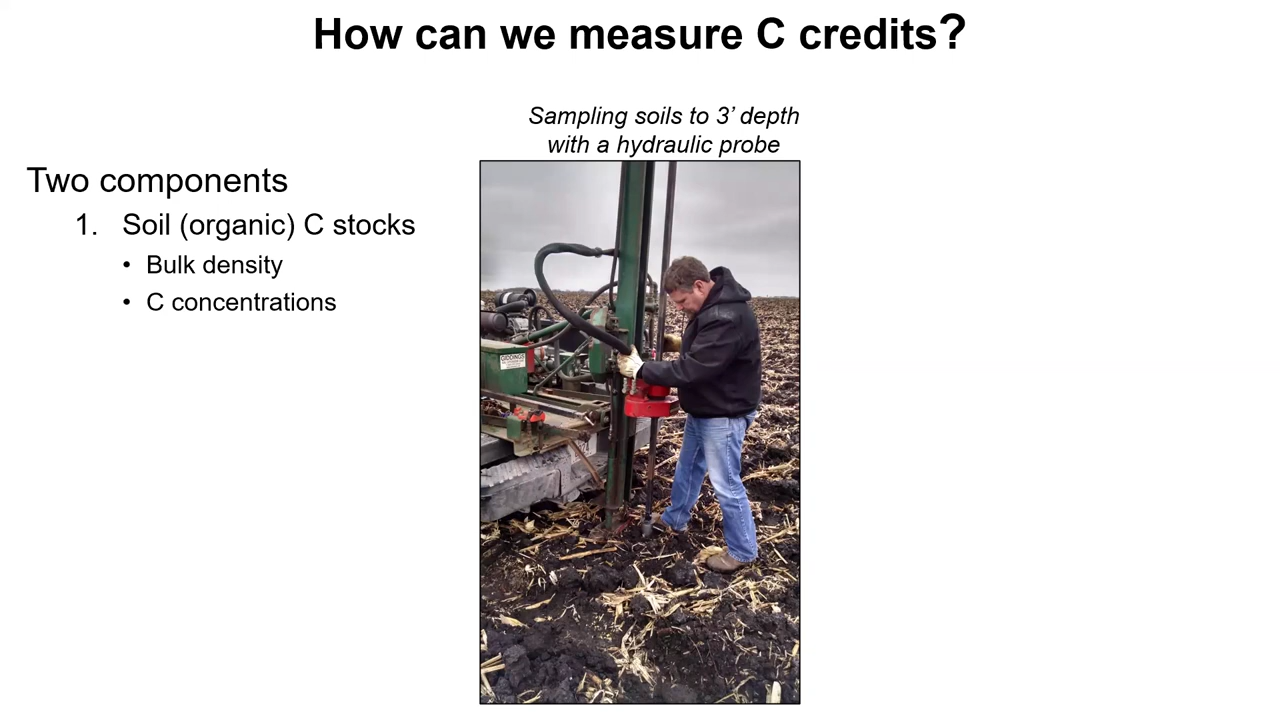 How can we measure C credits?
Sampling soils to 3’ depth
with a hydraulic probe
Two components
1. Soil (organic) C stocks
• Bulk density
• C concentrations
GIDDINGS